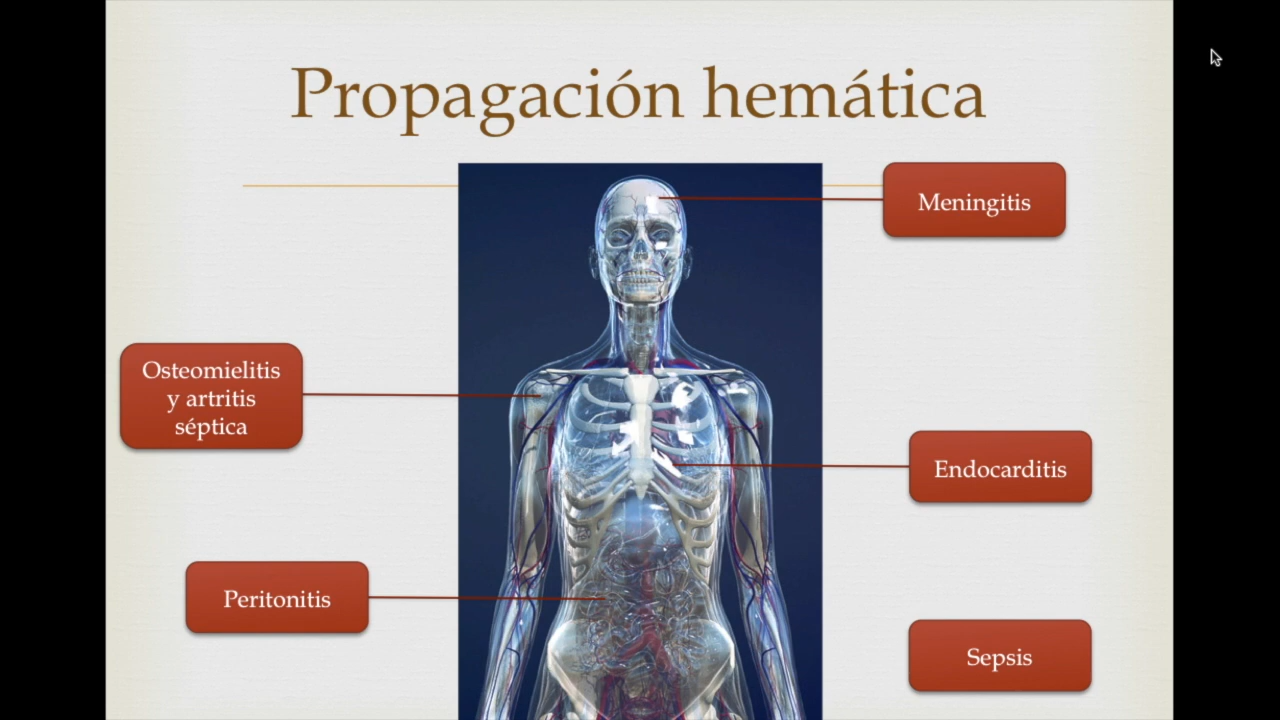 Propagación hemática
Meningitis
Osteomielitis
y artritis
séptica
Endocarditis
Peritonitis
Sepsis